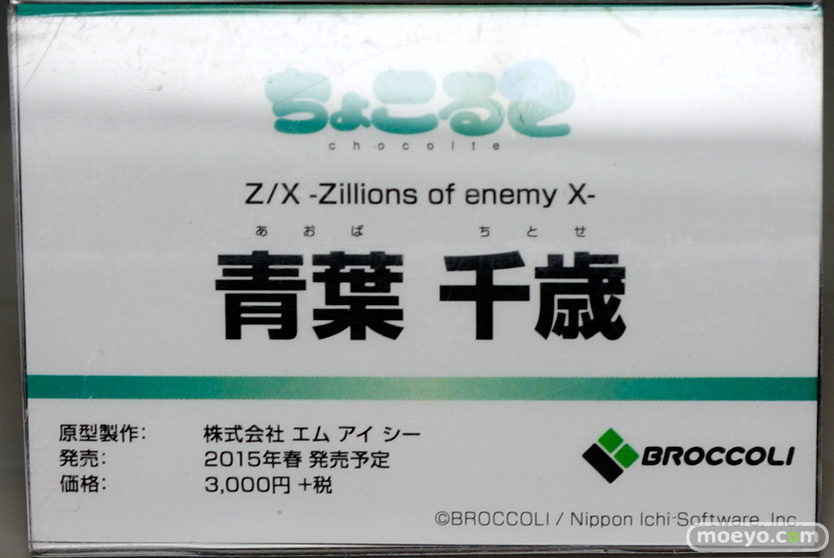 ちょころると
chocolte
Z/X -Zillions of enemy X-
あおば ちとせ
青葉 千歳
原型製作: 株式会社 エム アイ シー
発売: 2015年春 発売予定
価格: 3,000円 +税
BROCCOLI
©BROCCOLI / Nippon Ichi Software, Inc.
moeyo.com